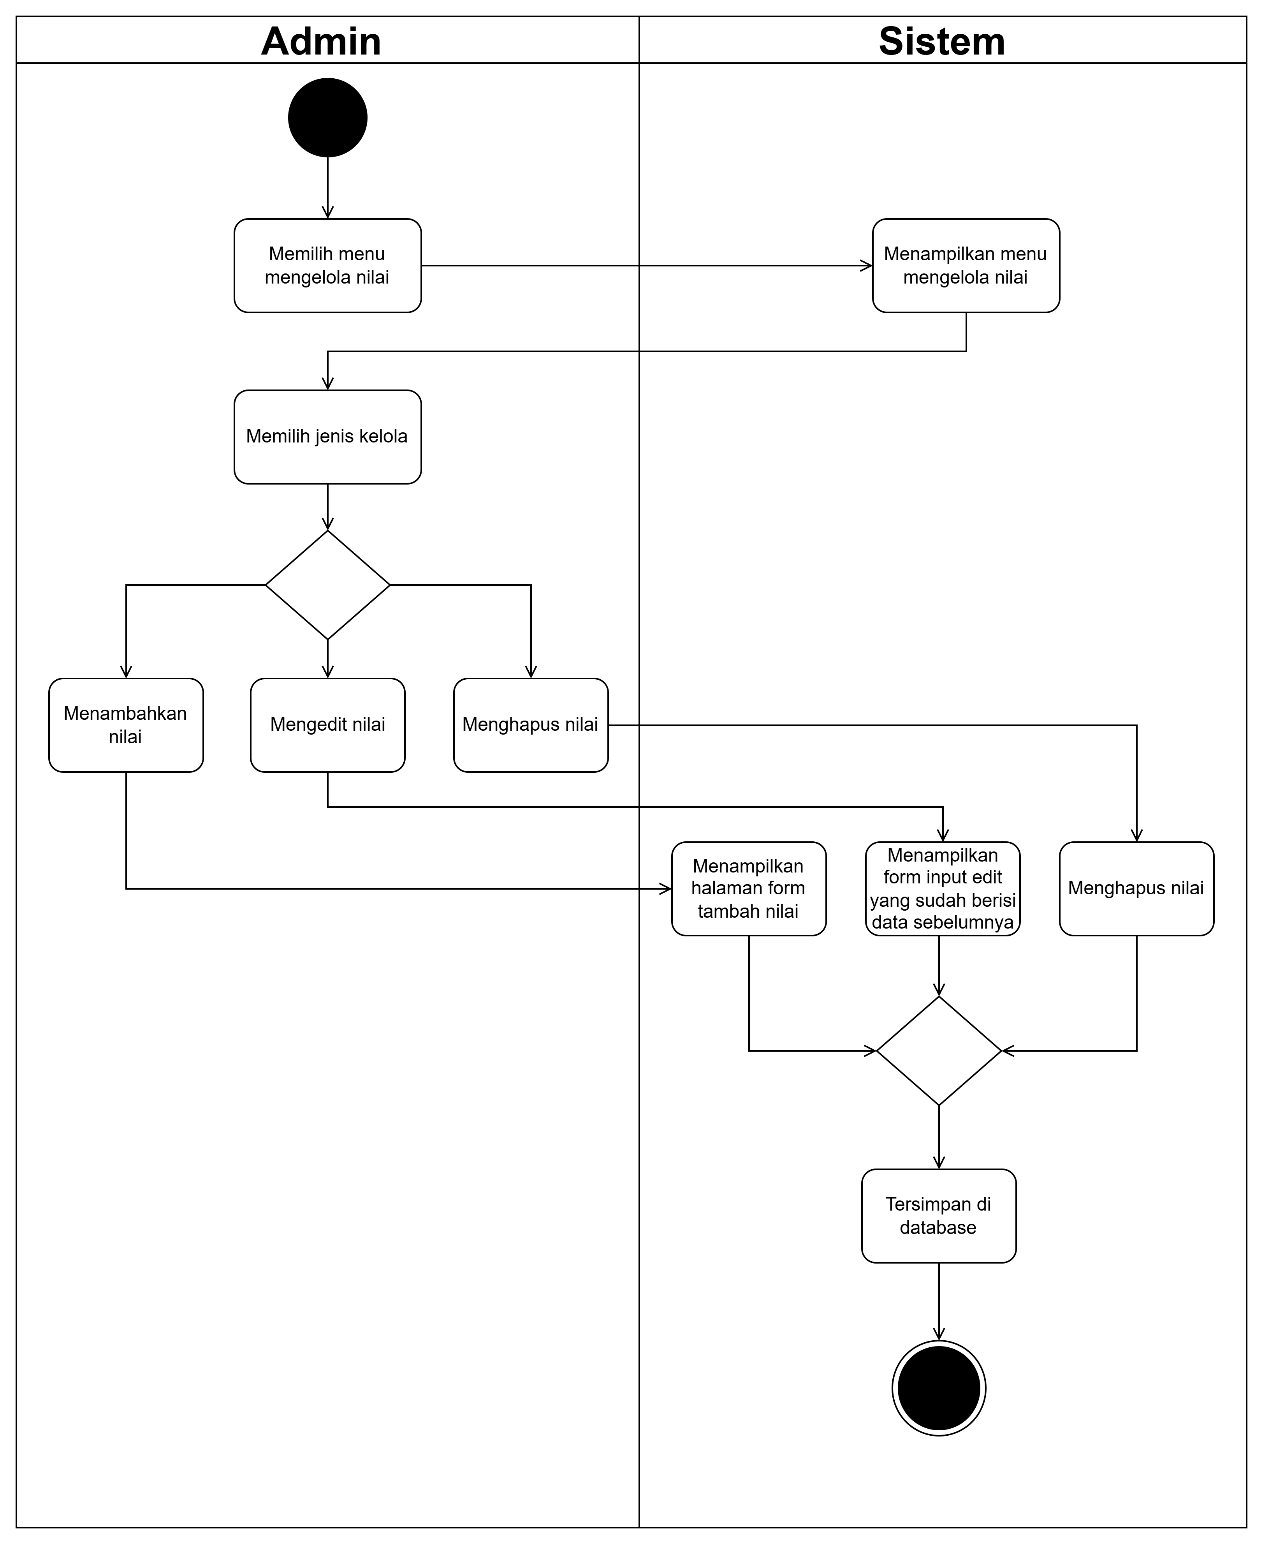 Admin
Sistem
Memilih menu
mengelola nilai
Menampilkan menu
mengelola nilai
Memilih jenis kelola
Menambahkan
nilai
Mengedit nilai
Menghapus nilai
Menampilkan
halaman form
tambah nilai
Menampilkan
form input edit
yang sudah berisi
data sebelumnya
Menghapus nilai
Tersimpan di
database